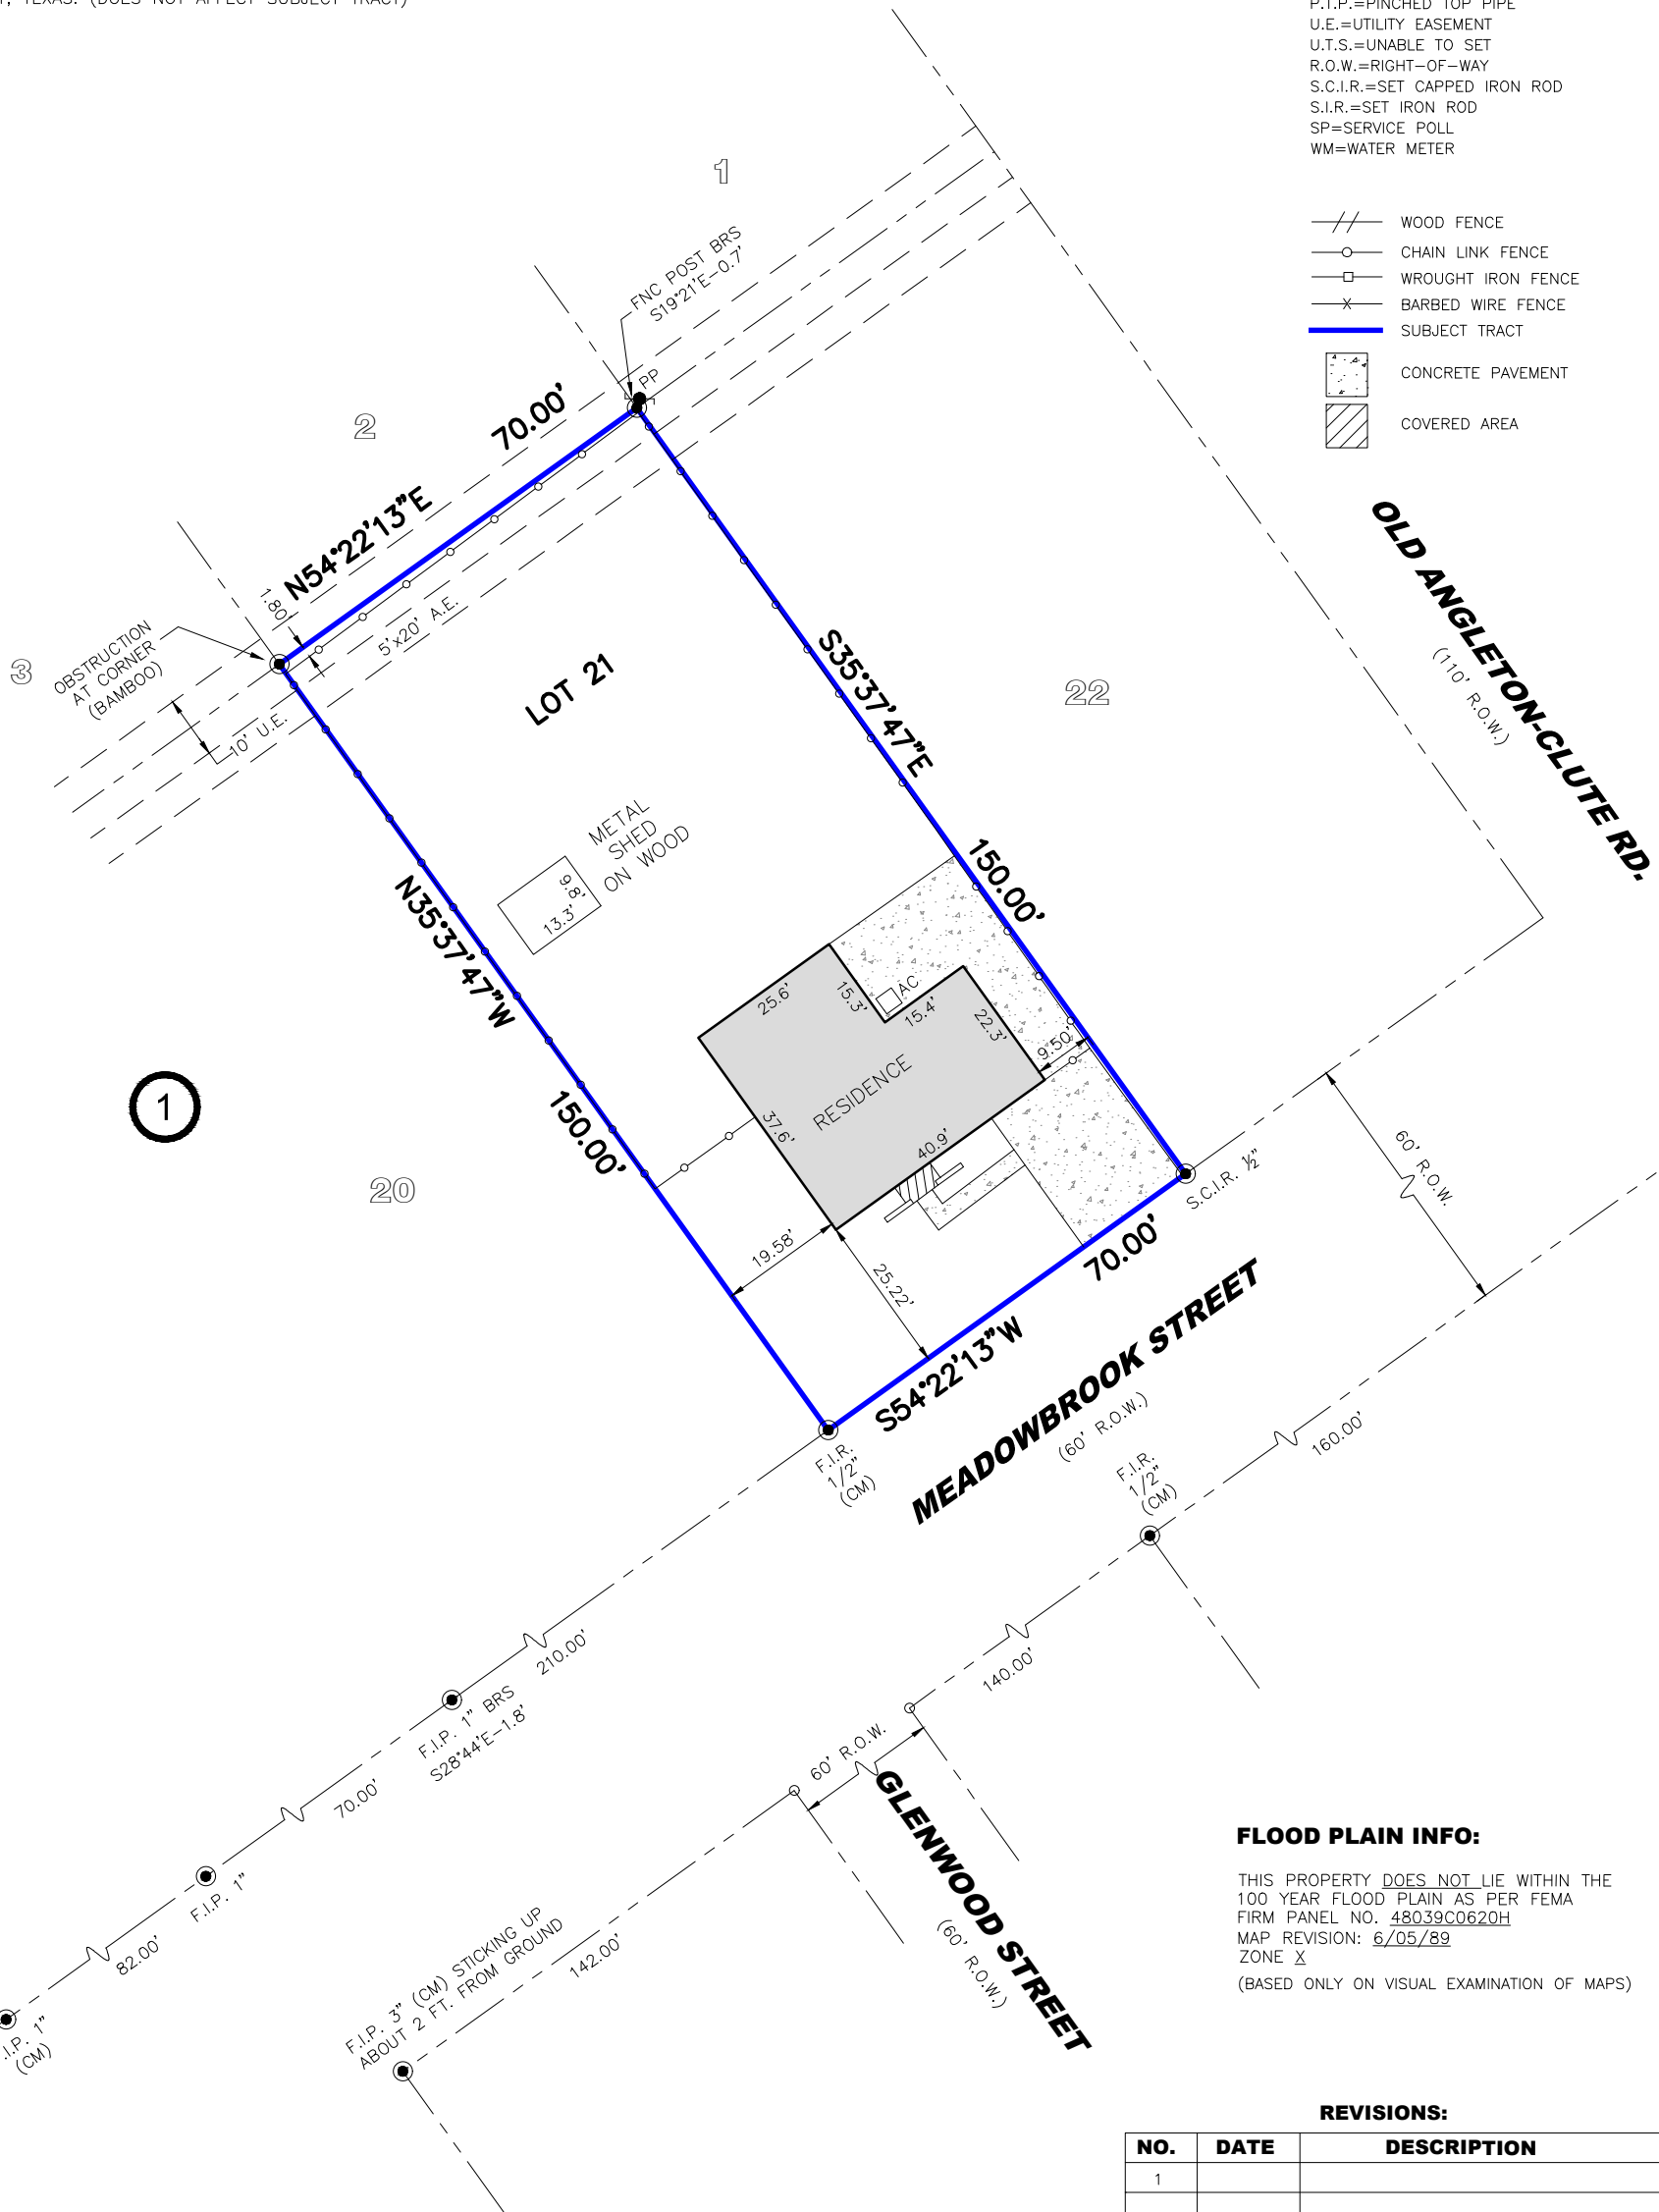 T, TEXAS. (DOES NOT AFFECT SUBJECT TRACT)
P.T.P.=PINCHED TOP PIPE
U.E.=UTILITY EASEMENT
U.T.S.=UNABLE TO SET
R.O.W.=RIGHT-OF-WAY
S.C.I.R.=SET CAPPED IRON ROD
S.I.R.=SET IRON ROD
SP=SERVICE POLL
WM=WATER METER
WOOD FENCE
CHAIN LINK FENCE
WROUGHT IRON FENCE
BARBED WIRE FENCE
SUBJECT TRACT
CONCRETE PAVEMENT
COVERED AREA
1
FNC POST BRS
S19°21'E-0.7'
PP
2
70.00'
N54°22'13"E
1.80'
5'x20' A.E.
3
OBSTRUCTION
AT CORNER
(BAMBOO)
10' U.E.
LOT 21
S35°37'47"E
150.00'
22
OLD ANGLETON-CLUTE RD.
(110' R.O.W.)
METAL
SHED
ON WOOD
9.8'
13.3'
N35°37'47"W
150.00'
25.6'
15.3'
AC
15.4'
22.3'
9.50'
RESIDENCE
37.6'
40.9'
1
20
19.58'
25.22'
S.C.I.R. ½"
60' R.O.W.
70.00'
S54°22'13"W
MEADOWBROOK STREET
(60' R.O.W.)
F.I.R.
1/2"
(CM)
F.I.R.
1/2"
(CM)
160.00'
140.00'
210.00'
F.I.P. 1" BRS
S28°44'E-1.8'
70.00'
60' R.O.W.
GLENWOOD STREET
(60' R.O.W.)
F.I.P. 1"
82.00'
142.00'
F.I.P. 3" (CM) STICKING UP
ABOUT 2 FT. FROM GROUND
.I.P. 1"
(CM)
FLOOD PLAIN INFO:
THIS PROPERTY DOES NOT LIE WITHIN THE
100 YEAR FLOOD PLAIN AS PER FEMA
FIRM PANEL NO. 48039C0620H
MAP REVISION: 6/05/89
ZONE X
(BASED ONLY ON VISUAL EXAMINATION OF MAPS)
REVISIONS:
NO. DATE DESCRIPTION
1